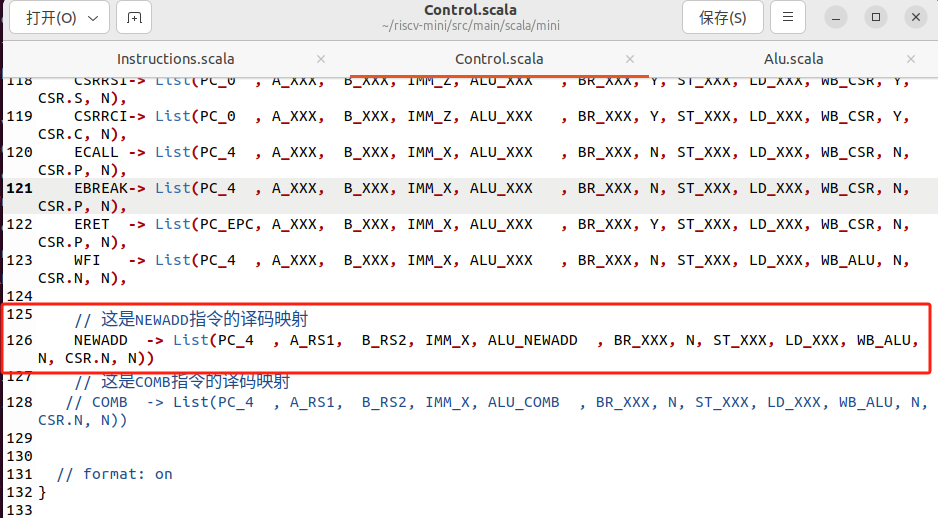 打开(O)
Control.scala
~/riscv-mini/src/main/scala/mini
保存(S)
Instructions.scala × Control.scala × Alu.scala ×
118 CSRRSI-> List(PC_0 , A_XXX, B_XXX, IMM_Z, ALU_XXX , BR_XXX, Y, ST_XXX, LD_XXX, WB_CSR, Y,
CSR.S, N),
119 CSRRCI-> List(PC_0 , A_XXX, B_XXX, IMM_Z, ALU_XXX , BR_XXX, Y, ST_XXX, LD_XXX, WB_CSR, Y,
CSR.C, N),
120 ECALL -> List(PC_4 , A_XXX, B_XXX, IMM_X, ALU_XXX , BR_XXX, N, ST_XXX, LD_XXX, WB_CSR, N,
CSR.P, N),
121 EBREAK-> List(PC_4 , A_XXX, B_XXX, IMM_X, ALU_XXX , BR_XXX, N, ST_XXX, LD_XXX, WB_CSR, N,
CSR.P, N),
122 ERET -> List(PC_EPC, A_XXX, B_XXX, IMM_X, ALU_XXX , BR_XXX, Y, ST_XXX, LD_XXX, WB_CSR, N,
CSR.P, N),
123 WFI -> List(PC_4 , A_XXX, B_XXX, IMM_X, ALU_XXX , BR_XXX, N, ST_XXX, LD_XXX, WB_ALU, N,
CSR.N, N),
124
125 // 这是NEWADD指令的译码映射
126 NEWADD -> List(PC_4 , A_RS1, B_RS2, IMM_X, ALU_NEWADD , BR_XXX, N, ST_XXX, LD_XXX, WB_ALU,
N, CSR.N, N))
127 // 这是COMB指令的译码映射
128 // COMB -> List(PC_4 , A_RS1, B_RS2, IMM_X, ALU_COMB , BR_XXX, N, ST_XXX, LD_XXX, WB_ALU, N,
CSR.N, N))
129
130
131 // format: on
132 }
133